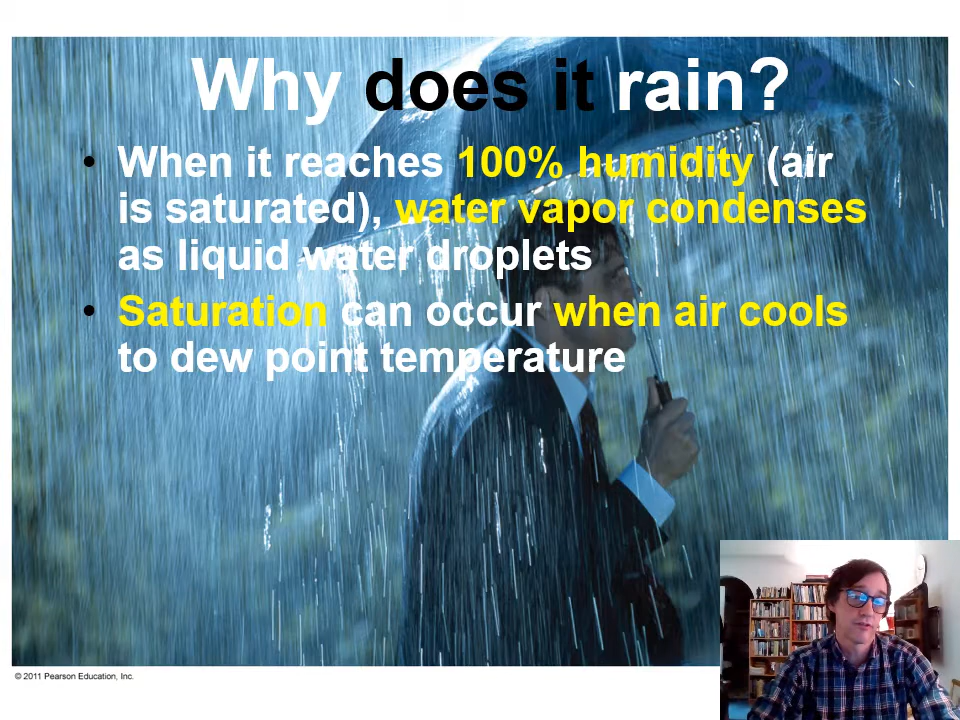 Why does it rain??
• When it reaches 100% humidity (air
is saturated), water vapor condenses
as liquid water droplets
• Saturation can occur when air cools
to dew point temperature
© 2011 Pearson Education, Inc.